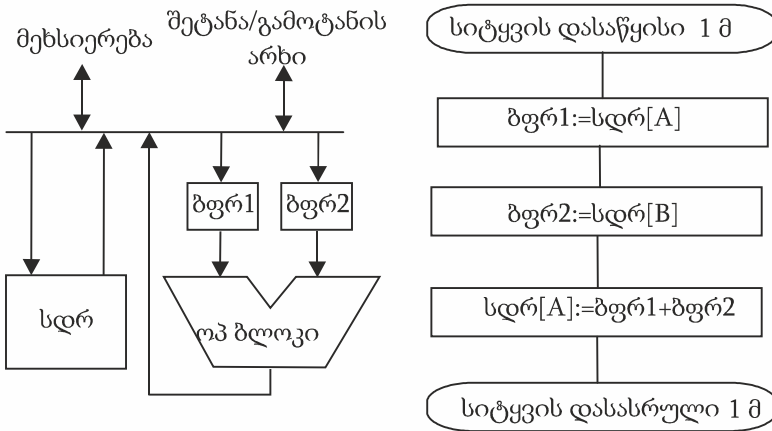 მეხსიერება
შეტანა/გამოტანის
არხი
ბფრ1
ბფრ2
სდრ
ოპ ბლოკი
სიტყვის დასაწყისი 1 მ
ბფრ1:=სდრ[A]
ბფრ2:=სდრ[B]
სდრ[A]:=ბფრ1+ბფრ2
სიტყვის დასასრული 1 მ